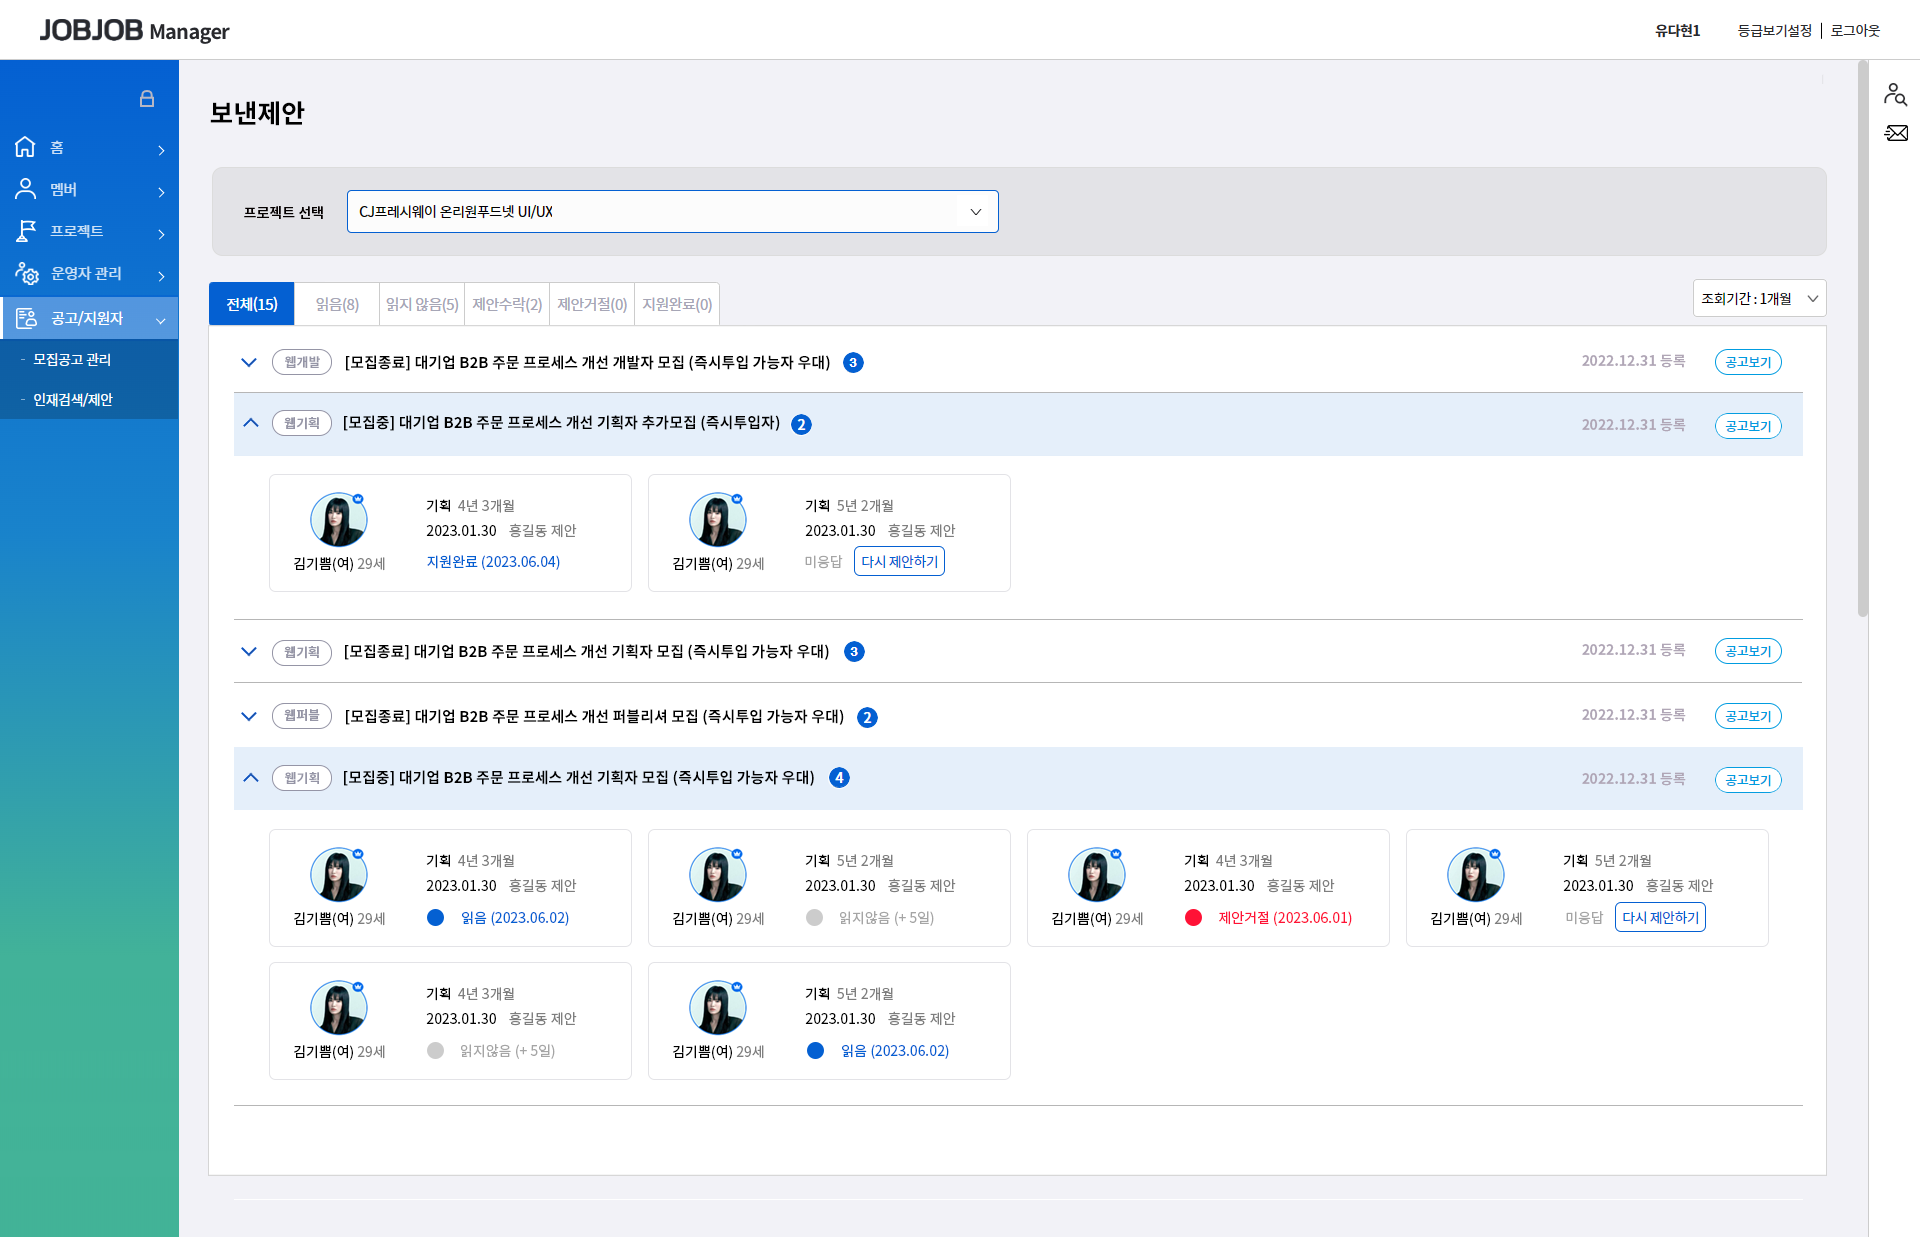 JOBJOB Manager
유다현1
등급보기설정
로그아웃
홈
멤버
프로젝트
운영자 관리
공고/지원자
- 모집공고 관리
- 인재검색/제안
보낸제안
프로젝트 선택
CJ프레시웨이 온리원푸드넷 UI/UX
전체(15)
읽음(8)
읽지 않음(5)
제안수락(2)
제안거절(0)
지원완료(0)
조회기간 : 1개월
웹개발 [모집종료] 대기업 B2B 주문 프로세스 개선 개발자 모집 (즉시투입 가능자 우대) 3 2022.12.31 등록 공고보기
웹기획 [모집중] 대기업 B2B 주문 프로세스 개선 기획자 추가모집 (즉시투입자) 2 2022.12.31 등록 공고보기
기획 4년 3개월
2023.01.30 홍길동 제안
김기쁨(여) 29세
지원완료 (2023.06.04)
기획 5년 2개월
2023.01.30 홍길동 제안
김기쁨(여) 29세
미응답 다시 제안하기
웹기획 [모집종료] 대기업 B2B 주문 프로세스 개선 기획자 모집 (즉시투입 가능자 우대) 3 2022.12.31 등록 공고보기
웹퍼블 [모집종료] 대기업 B2B 주문 프로세스 개선 퍼블리셔 모집 (즉시투입 가능자 우대) 2 2022.12.31 등록 공고보기
웹기획 [모집중] 대기업 B2B 주문 프로세스 개선 기획자 모집 (즉시투입 가능자 우대) 4 2022.12.31 등록 공고보기
기획 4년 3개월
2023.01.30 홍길동 제안
김기쁨(여) 29세
읽음 (2023.06.02)
기획 5년 2개월
2023.01.30 홍길동 제안
김기쁨(여) 29세
읽지않음 (+ 5일)
기획 4년 3개월
2023.01.30 홍길동 제안
김기쁨(여) 29세
제안거절 (2023.06.01)
기획 5년 2개월
2023.01.30 홍길동 제안
김기쁨(여) 29세
미응답 다시 제안하기
기획 4년 3개월
2023.01.30 홍길동 제안
김기쁨(여) 29세
읽지않음 (+ 5일)
기획 5년 2개월
2023.01.30 홍길동 제안
김기쁨(여) 29세
읽음 (2023.06.02)